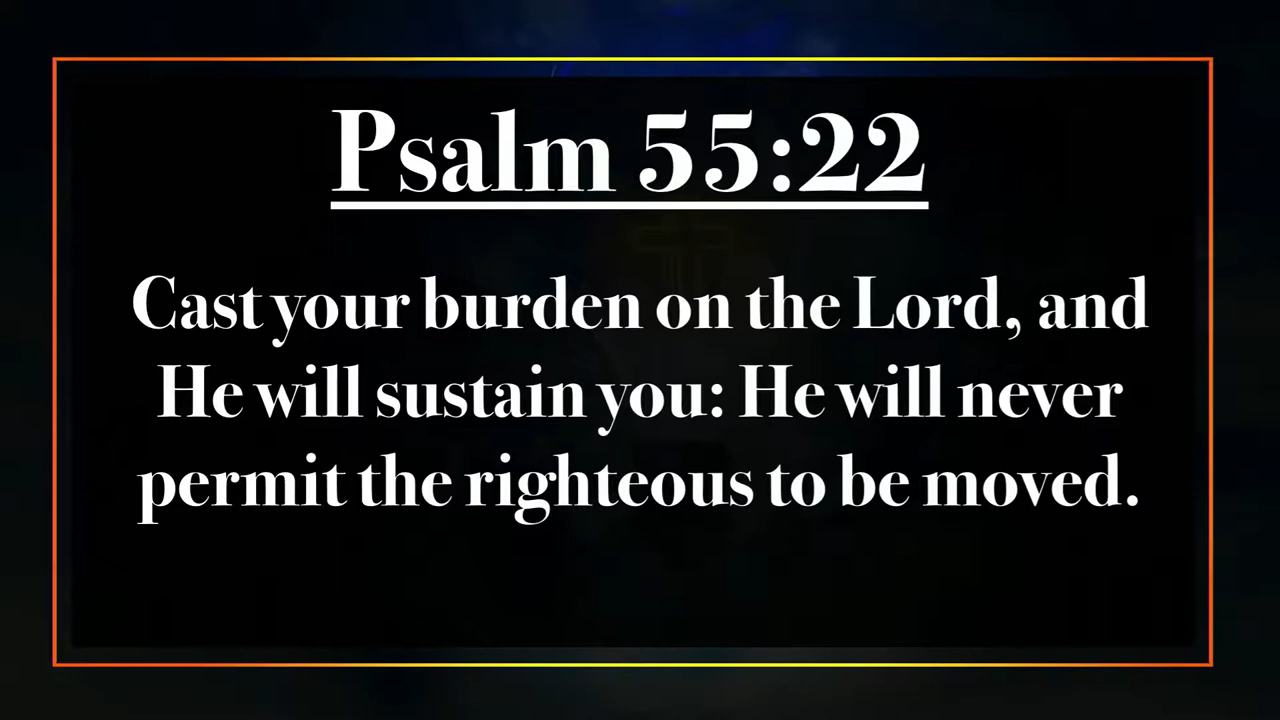 Psalm 55:22
Cast your burden on the Lord, and
He will sustain you: He will never
permit the righteous to be moved.